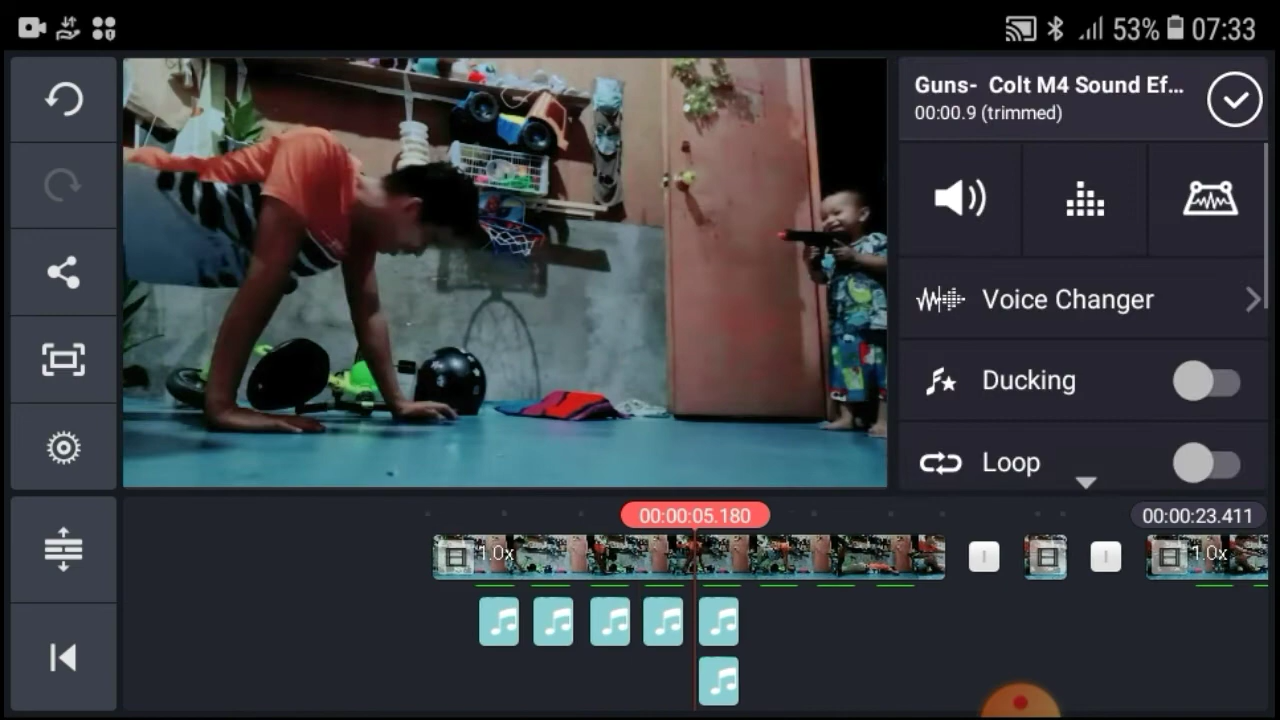 53% 07:33
Guns-  Colt M4 Sound Ef...
00:00.9 (trimmed)
Voice Changer
Ducking
Loop
00:00:05.180
00:00:23.411
1.0x
1.0x